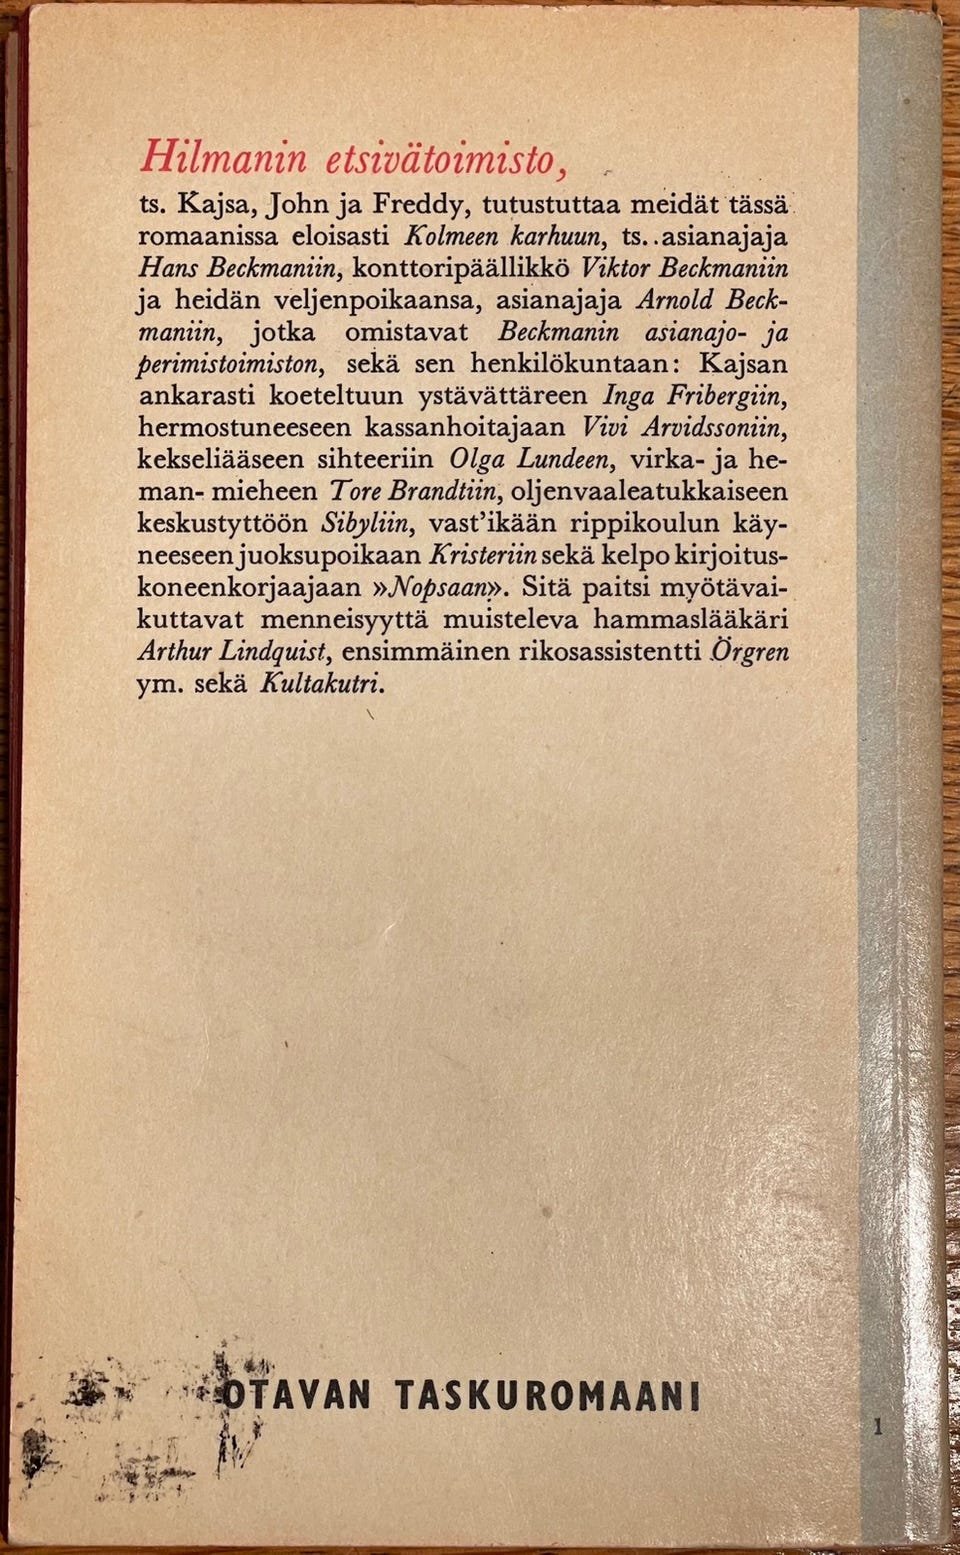 Hilmanin etsivätoimisto,
ts. Kajsa, John ja Freddy, tutustuttaa meidät tässä
romaanissa eloisasti Kolmeen karhuun, ts. asianajaja
Hans Beckmaniin, konttoripäällikkö Viktor Beckmaniin
ja heidän veljenpoikaansa, asianajaja Arnold Beck-
maniin, jotka omistavat Beckmanin asianajo- ja
perimistoimiston, sekä sen henkilökuntaan: Kajsan
ankarasti koeteltuun ystävättäreen Inga Fribergiin,
hermostuneeseen kassanhoitajaan Vivi Arvidssoniin,
kekseliääseen sihteeriin Olga Lundeen, virka- ja he-
man- mieheen Tore Brandtiin, oljenvaaleatukkaiseen
keskustyttöön Sibyliin, vast'ikään rippikoulun käy-
neeseen juoksupoikaan Kristeriin sekä kelpo kirjoitus-
koneenkorjaajaan »Nopsaan». Sitä paitsi myötävai-
kuttavat menneisyyttä muisteleva hammaslääkäri
Arthur Lindquist, ensimmäinen rikosassistentti Örgren
ym. sekä Kultakutri.
OTAVAN TASKUROMAANI
1